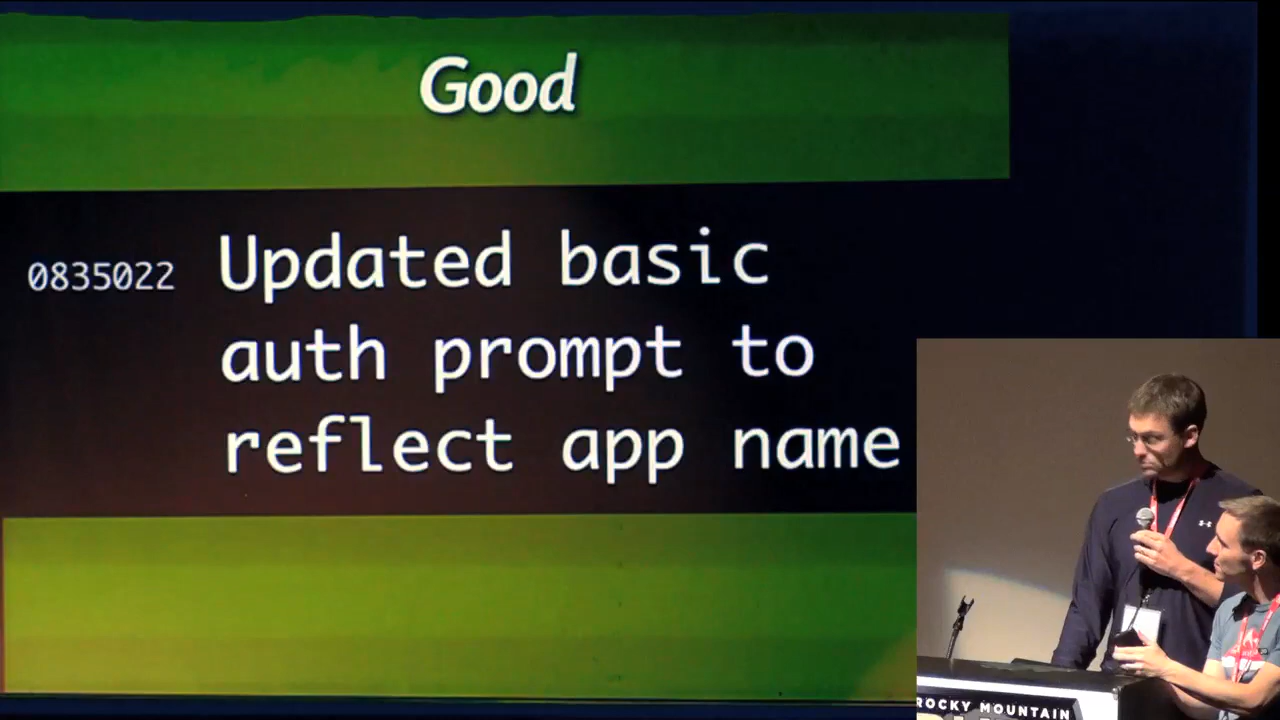 Good
0835022 Updated basic
auth prompt to
reflect app name
ROCKY MOUNTAIN